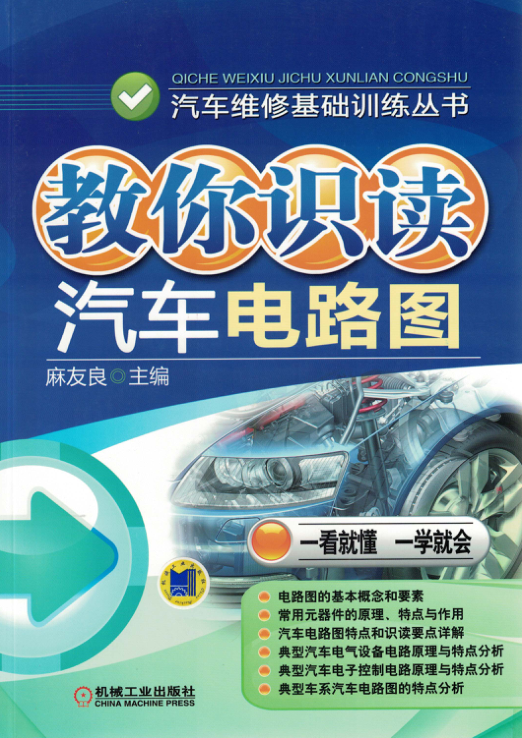 QICHE WEIXIU JICHU XUNLIAN CONGSHU
汽车维修基础训练丛书
教你识读
汽车电路图
麻友良◎主编
一看就懂 一学就会
电路图的基本概念和要素
常用元器件的原理、特点与作用
汽车电路图特点和识读要点详解
典型汽车电气设备电路原理与特点分析
典型汽车电子控制电路原理与特点分析
典型车系汽车电路图的特点分析
机械工业出版社
CHINA MACHINE PRESS